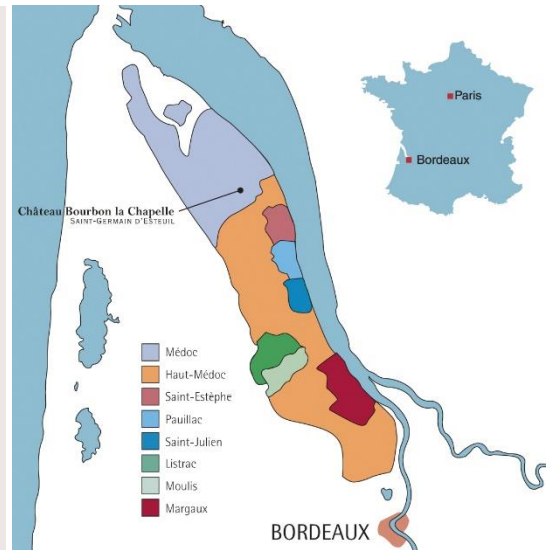 Paris
Bordeaux
Château Bourbon la Chapelle
SAINT-GERMAIN D'ESTEUIL
Médoc
Haut-Médoc
Saint-Estèphe
Pauillac
Saint-Julien
Listrac
Moulis
Margaux
BORDEAUX